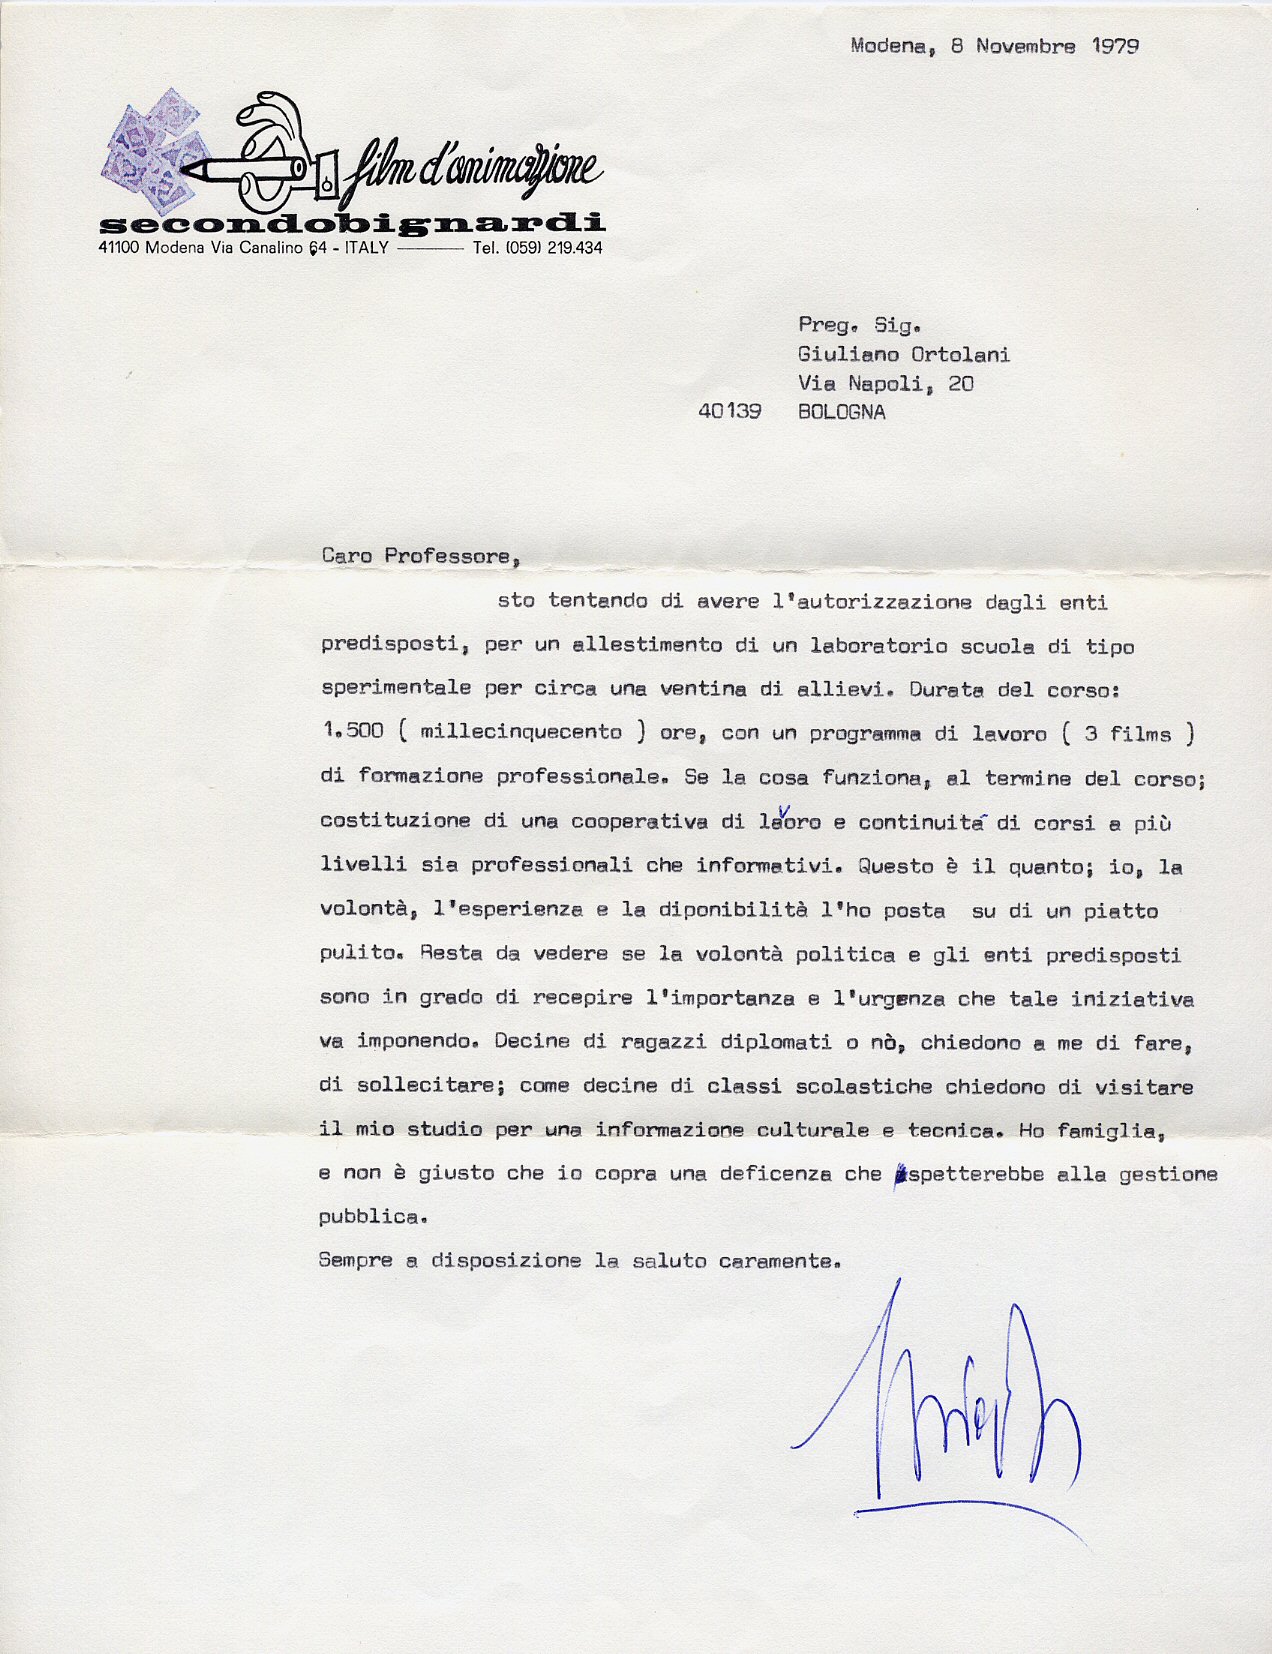 Modena, 8 Novembre 1979
film d'animazione
secondobignardi
41100 Modena Via Canalino 64 - ITALY ——— Tel. (059) 219.434
Preg. Sig.
Giuliano Ortolani
Via Napoli, 20
40139 BOLOGNA
Caro Professore,
sto tentando di avere l'autorizzazione dagli enti
predisposti, per un allestimento di un laboratorio scuola di tipo
sperimentale per circa una ventina di allievi. Durata del corso:
1.500 ( millecinquecento ) ore, con un programma di lavoro ( 3 films )
di formazione professionale. Se la cosa funziona, al termine del corso;
costituzione di una cooperativa di lavoro e continuità di corsi a più
livelli sia professionali che informativi. Questo è il quanto; io, la
volontà, l'esperienza e la diponibilità l'ho posta su di un piatto
pulito. Resta da vedere se la volontà politica e gli enti predisposti
sono in grado di recepire l'importanza e l'urgenza che tale iniziativa
va imponendo. Decine di ragazzi diplomati o nò, chiedono a me di fare,
di sollecitare; come decine di classi scolastiche chiedono di visitare
il mio studio per una informazione culturale e tecnica. Ho famiglia,
e non è giusto che io copra una deficenza che spetterebbe alla gestione
pubblica.
Sempre a disposizione la saluto caramente.